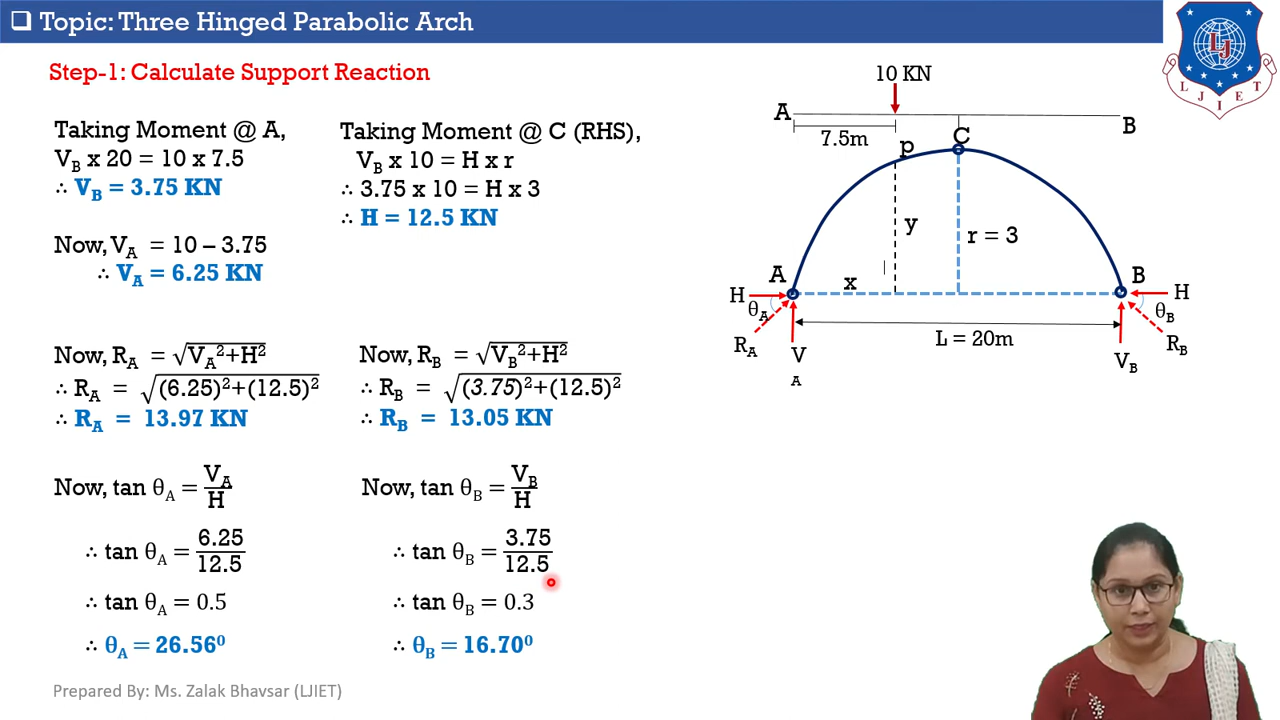 ❑ Topic: Three Hinged Parabolic Arch
Step-1: Calculate Support Reaction
Taking Moment @ A,
V_B x 20 = 10 x 7.5
∴ V_B = 3.75 KN
Now, V_A = 10 – 3.75
∴ V_A = 6.25 KN
Taking Moment @ C (RHS),
V_B x 10 = H x r
∴ 3.75 x 10 = H x 3
∴ H = 12.5 KN
Now, R_A = √(V_A²+H²)
∴ R_A = √((6.25)²+(12.5)²)
∴ R_A = 13.97 KN
Now, R_B = √(V_B²+H²)
∴ R_B = √((3.75)²+(12.5)²)
∴ R_B = 13.05 KN
Now, tan θ_A = V_A/H
∴ tan θ_A = 6.25/12.5
∴ tan θ_A = 0.5
∴ θ_A = 26.56⁰
Now, tan θ_B = V_B/H
∴ tan θ_B = 3.75/12.5
∴ tan θ_B = 0.3
∴ θ_B = 16.70⁰
10 KN
A
B
7.5m
p
C
y
r = 3
A
x
B
H
H
θ_A
θ_B
R_A
R_B
V
A
V_B
L = 20m
LJ
L J I E T
Prepared By: Ms. Zalak Bhavsar (LJIET)